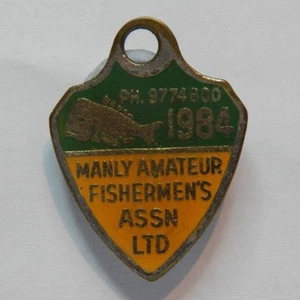 PH. 9774800
1984
MANLY AMATEUR
FISHERMEN'S
ASSN
LTD